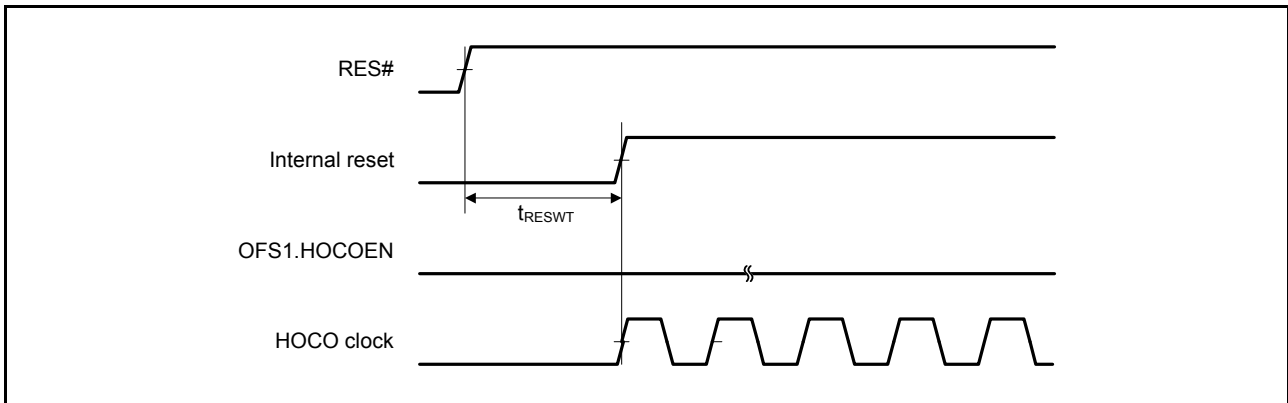 RES#
Internal reset
tRESWT
OFS1.HOCOEN
HOCO clock